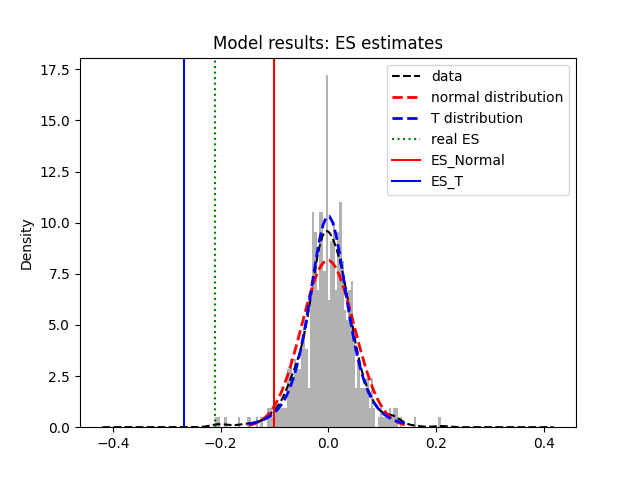 Model results: ES estimates
data
normal distribution
T distribution
real ES
ES_Normal
ES_T
Density
17.5
15.0
12.5
10.0
7.5
5.0
2.5
0.0
−0.4 −0.2 0.0 0.2 0.4